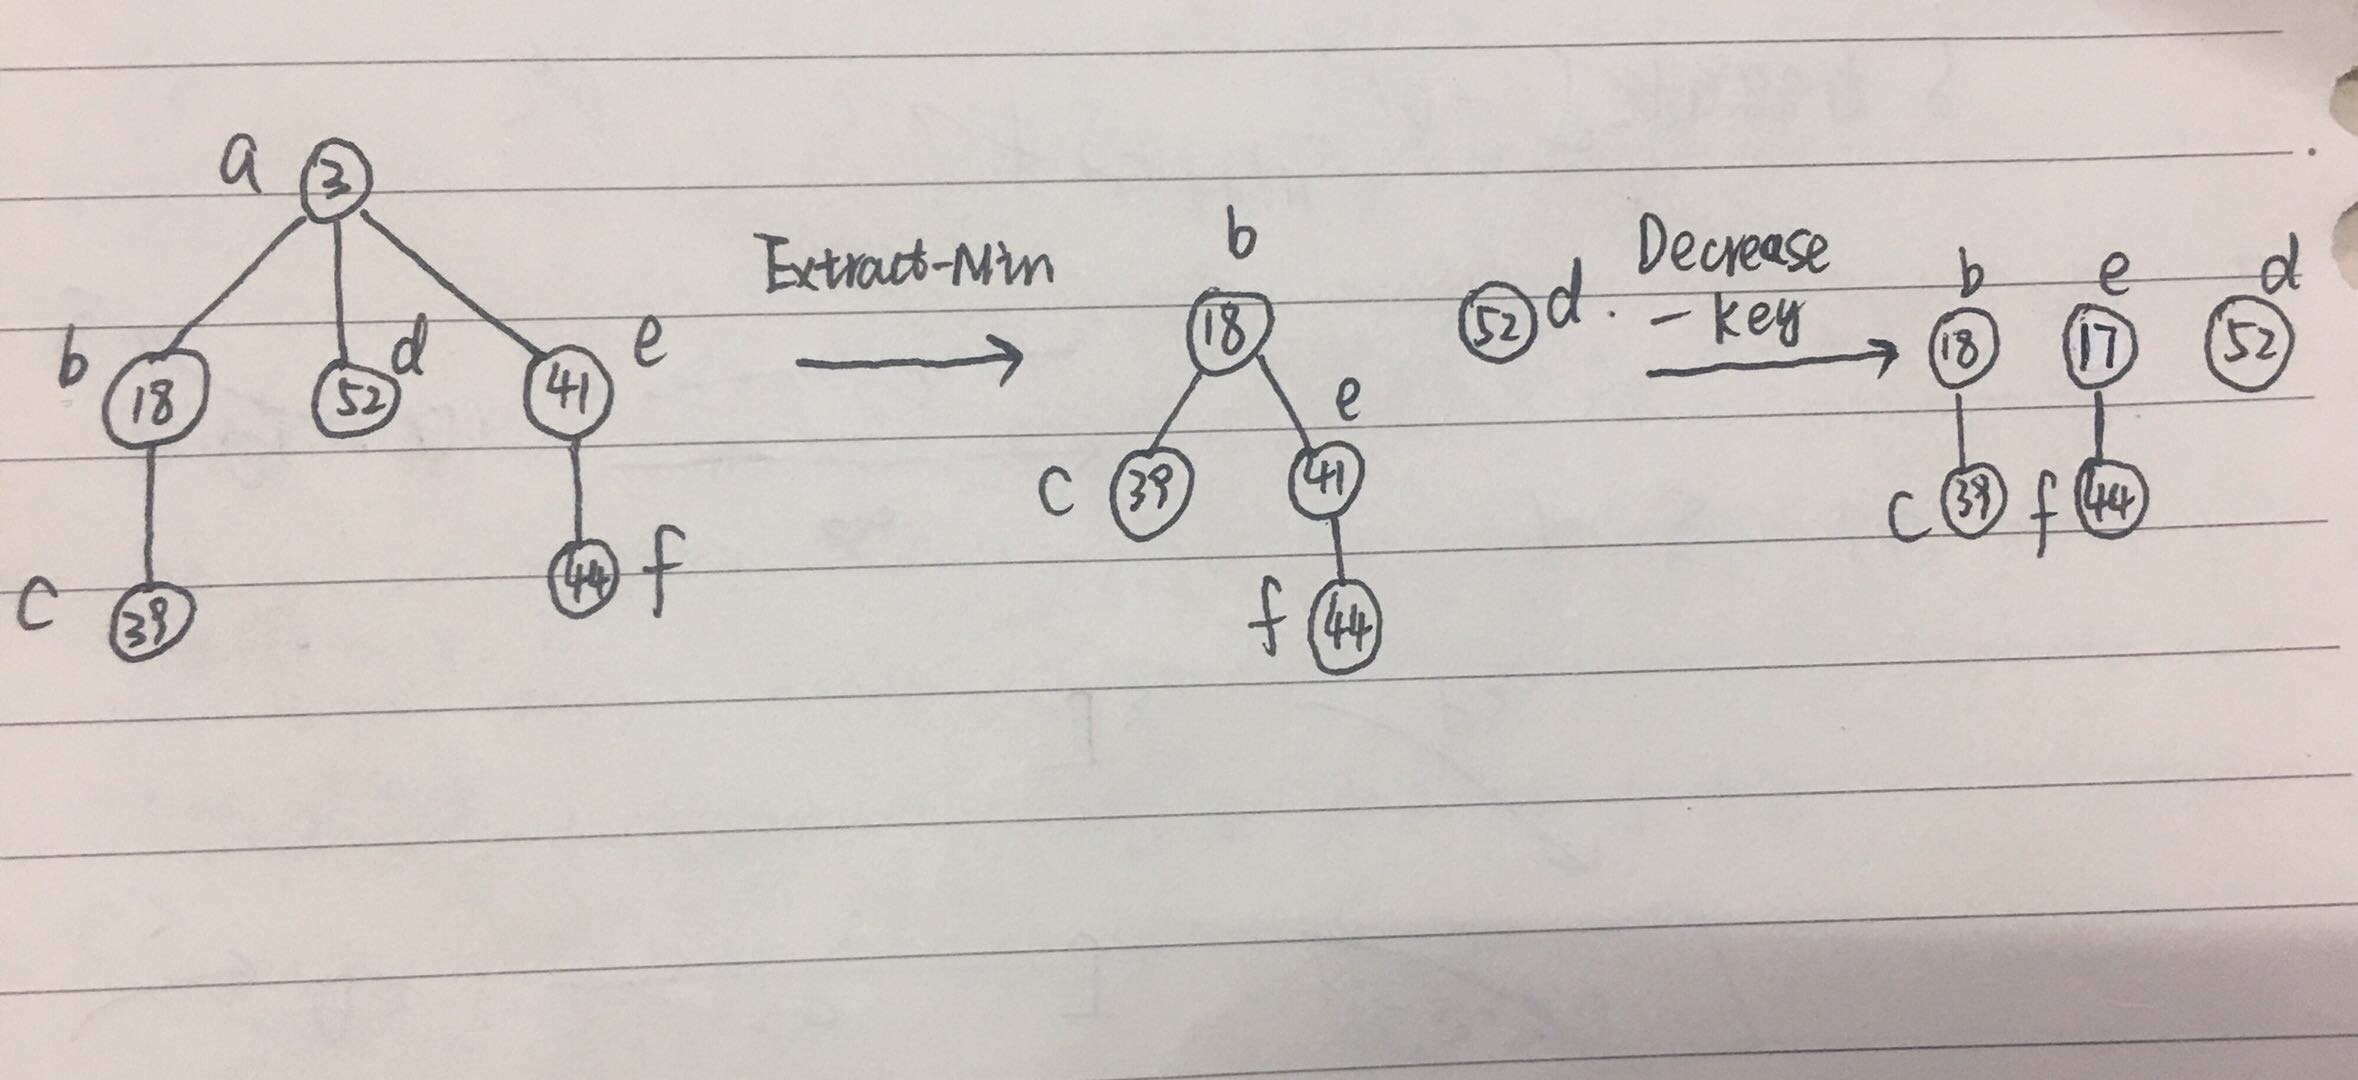 a 3
b 18 52 d 41 e
c 39 44 f
Extract-Min
b
18 52 d.
e
c 39 41
f 44
Decrease
-key
b e d
18 17 52
c 39 f 44